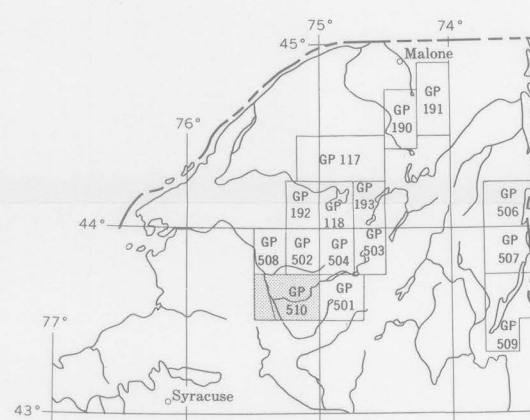 75°
74°
45°
Malone
GP
191
GP
190
76°
GP 117
GP
192
GP
118
GP
193
GP
506
44°
GP
508
GP
502
GP
504
GP
503
GP
507
GP
510
GP
501
77°
GP
509
Syracuse
43°